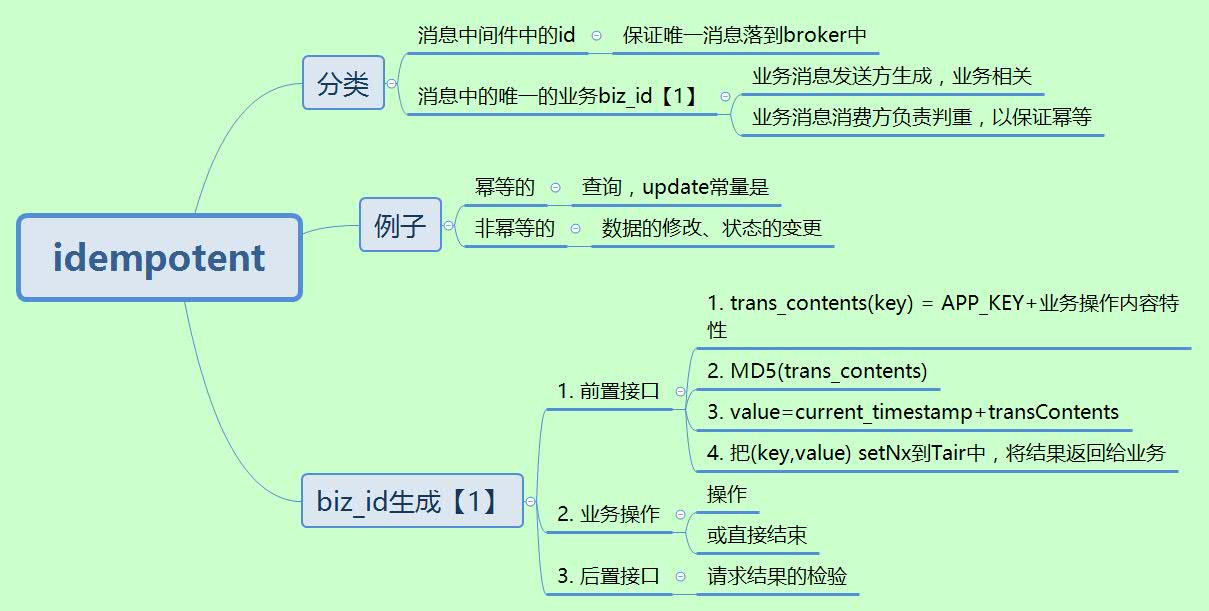 idempotent
分类
消息中间件中的id
保证唯一消息落到broker中
消息中的唯一的业务biz_id【1】
业务消息发送方生成，业务相关
业务消息消费方负责判重，以保证幂等
例子
幂等的
查询，update常量是
非幂等的
数据的修改、状态的变更
biz_id生成【1】
1. 前置接口
1. trans_contents(key) = APP_KEY+业务操作内容特
性
2. MD5(trans_contents)
3. value=current_timestamp+transContents
4. 把(key,value) setNx到Tair中，将结果返回给业务
2. 业务操作
操作
或直接结束
3. 后置接口
请求结果的检验